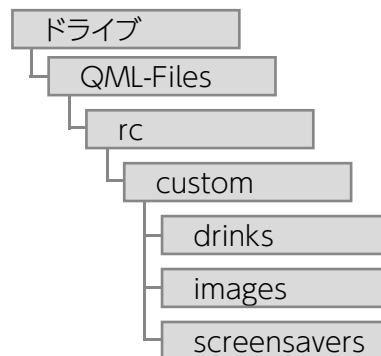 ドライブ
QML-Files
rc
custom
drinks
images
screensavers